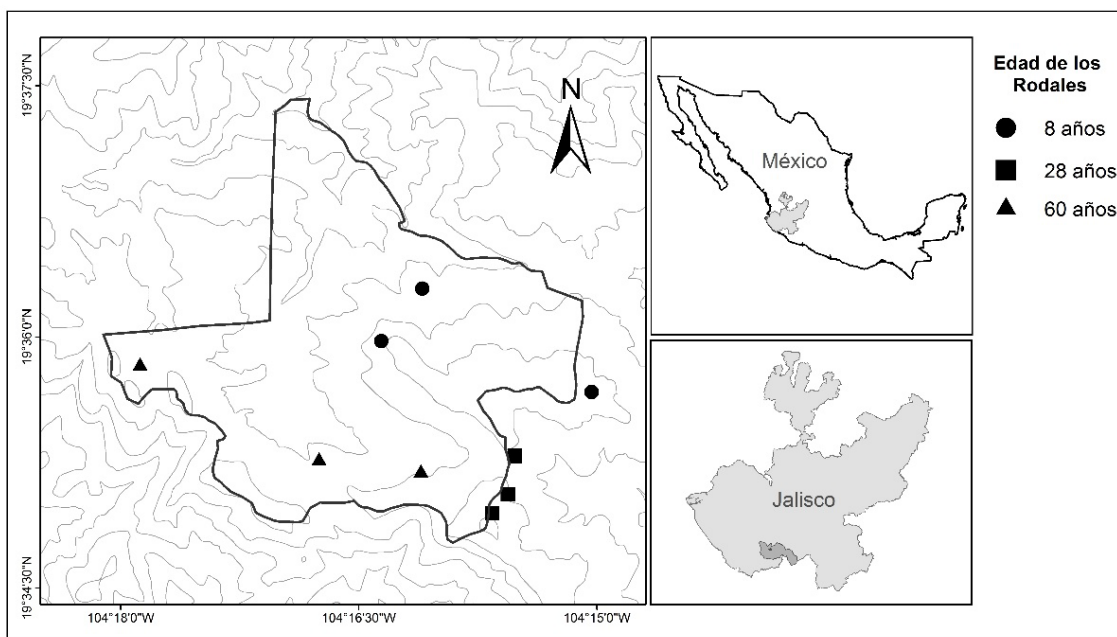 19°37'30"N
19°36'0"N
19°34'30"N
104°18'0"W
104°16'30"W
104°15'0"W
N
México
Jalisco
Edad de los
Rodales
8 años
28 años
60 años